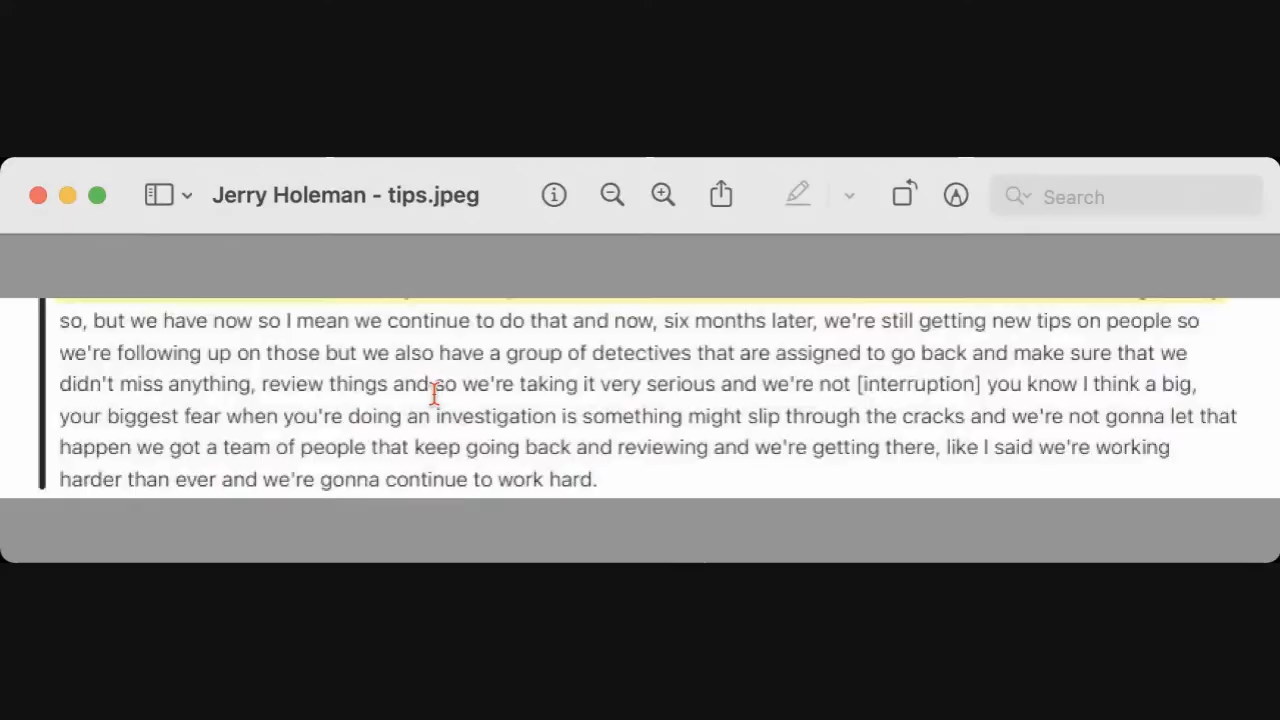 Jerry Holeman - tips.jpeg
Search
so, but we have now so I mean we continue to do that and now, six months later, we're still getting new tips on people so
we're following up on those but we also have a group of detectives that are assigned to go back and make sure that we
didn't miss anything, review things and so we're taking it very serious and we're not [interruption] you know I think a big,
your biggest fear when you're doing an investigation is something might slip through the cracks and we're not gonna let that
happen we got a team of people that keep going back and reviewing and we're getting there, like I said we're working
harder than ever and we're gonna continue to work hard.